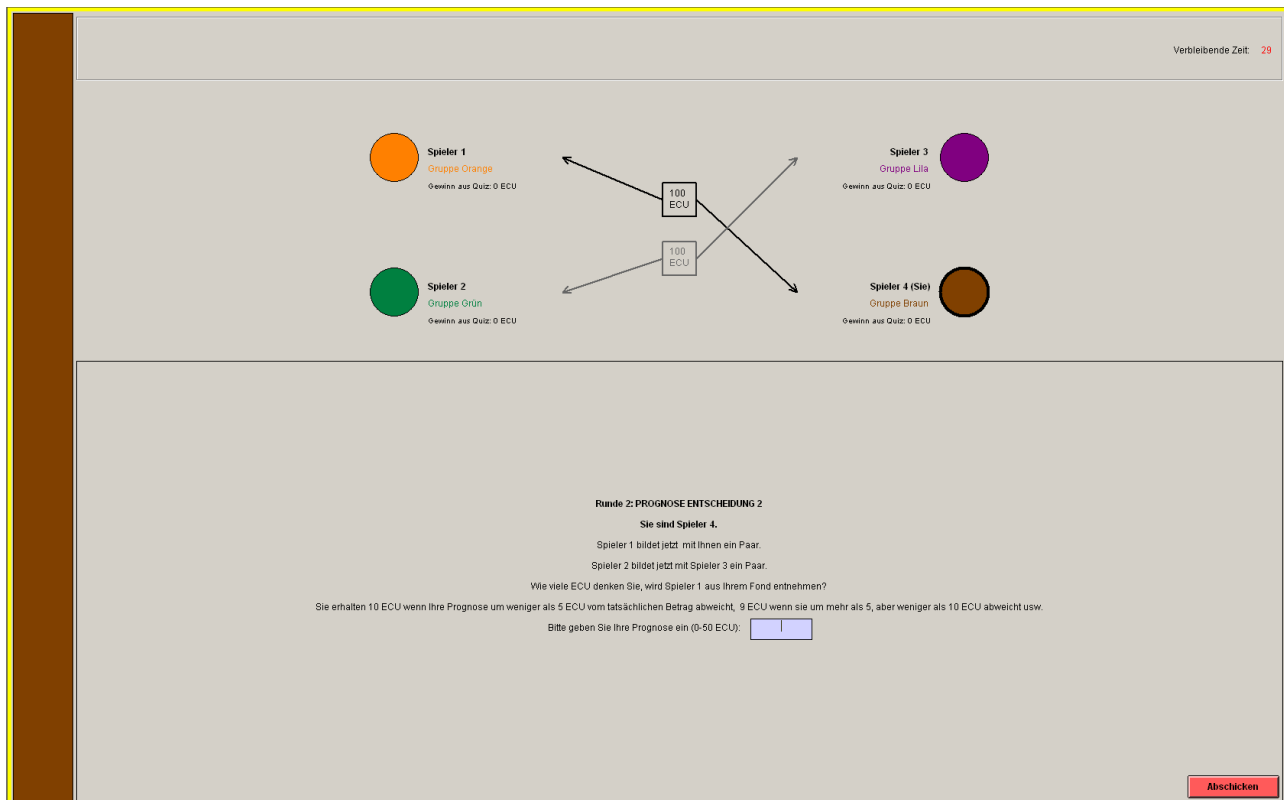 Verbleibende Zeit: 29
Spieler 1
Gruppe Orange
Gewinn aus Quiz: 0 ECU
Spieler 3
Gruppe Lila
Gewinn aus Quiz: 0 ECU
100
ECU
100
ECU
Spieler 2
Gruppe Grün
Gewinn aus Quiz: 0 ECU
Spieler 4 (Sie)
Gruppe Braun
Gewinn aus Quiz: 0 ECU
Runde 2: PROGNOSE ENTSCHEIDUNG 2
Sie sind Spieler 4.
Spieler 1 bildet jetzt mit Ihnen ein Paar.
Spieler 2 bildet jetzt mit Spieler 3 ein Paar.
Wie viele ECU denken Sie, wird Spieler 1 aus Ihrem Fond entnehmen?
Sie erhalten 10 ECU wenn Ihre Prognose um weniger als 5 ECU vom tatsächlichen Betrag abweicht, 9 ECU wenn sie um mehr als 5, aber weniger als 10 ECU abweicht usw.
Bitte geben Sie Ihre Prognose ein (0-50 ECU):
Abschicken